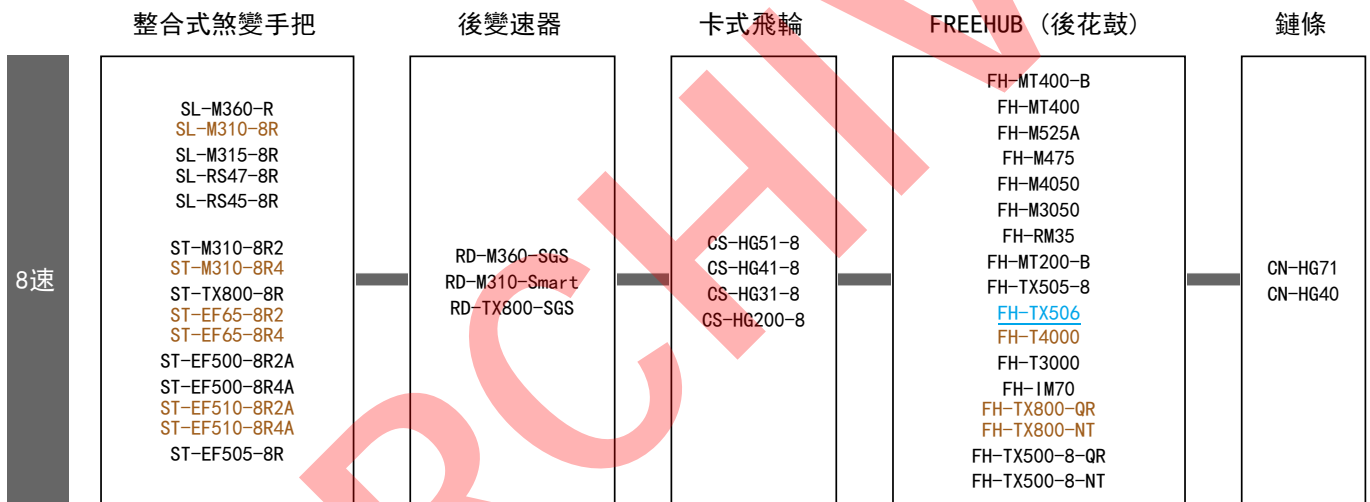 整合式煞變手把
後變速器
卡式飛輪
FREEHUB (後花鼓)
鏈條
8速
SL-M360-R
SL-M310-8R
SL-M315-8R
SL-RS47-8R
SL-RS45-8R
ST-M310-8R2
ST-M310-8R4
ST-TX800-8R
ST-EF65-8R2
ST-EF65-8R4
ST-EF500-8R2A
ST-EF500-8R4A
ST-EF510-8R2A
ST-EF510-8R4A
ST-EF505-8R
RD-M360-SGS
RD-M310-Smart
RD-TX800-SGS
CS-HG51-8
CS-HG41-8
CS-HG31-8
CS-HG200-8
FH-MT400-B
FH-MT400
FH-M525A
FH-M475
FH-M4050
FH-M3050
FH-RM35
FH-MT200-B
FH-TX505-8
FH-TX506
FH-T4000
FH-T3000
FH-IM70
FH-TX800-QR
FH-TX800-NT
FH-TX500-8-QR
FH-TX500-8-NT
CN-HG71
CN-HG40
RCHIV